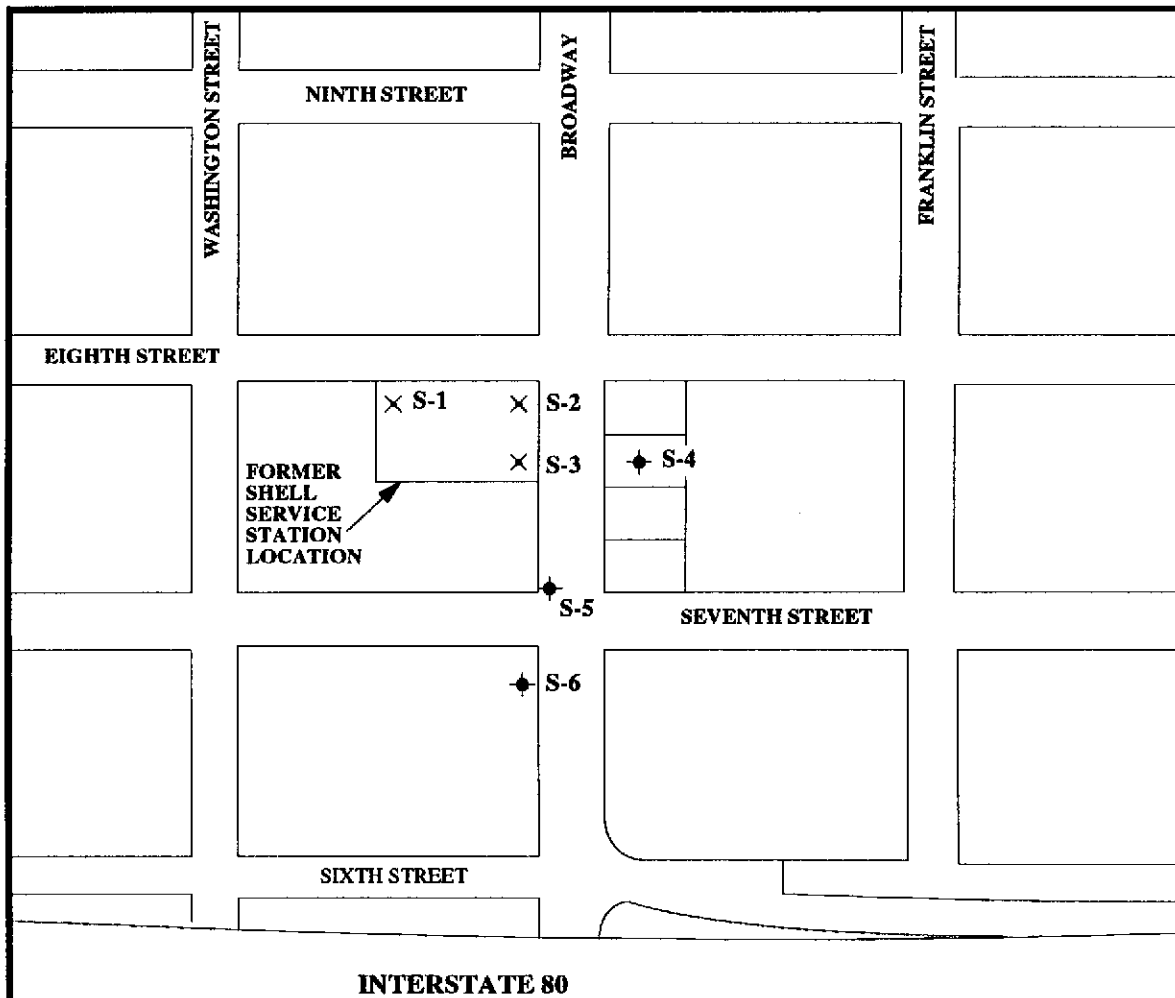 WASHINGTON STREET
BROADWAY
FRANKLIN STREET
NINTH STREET
EIGHTH STREET
S-1
S-2
S-3
S-4
FORMER
SHELL
SERVICE
STATION
LOCATION
S-5
SEVENTH STREET
S-6
SIXTH STREET
INTERSTATE 80